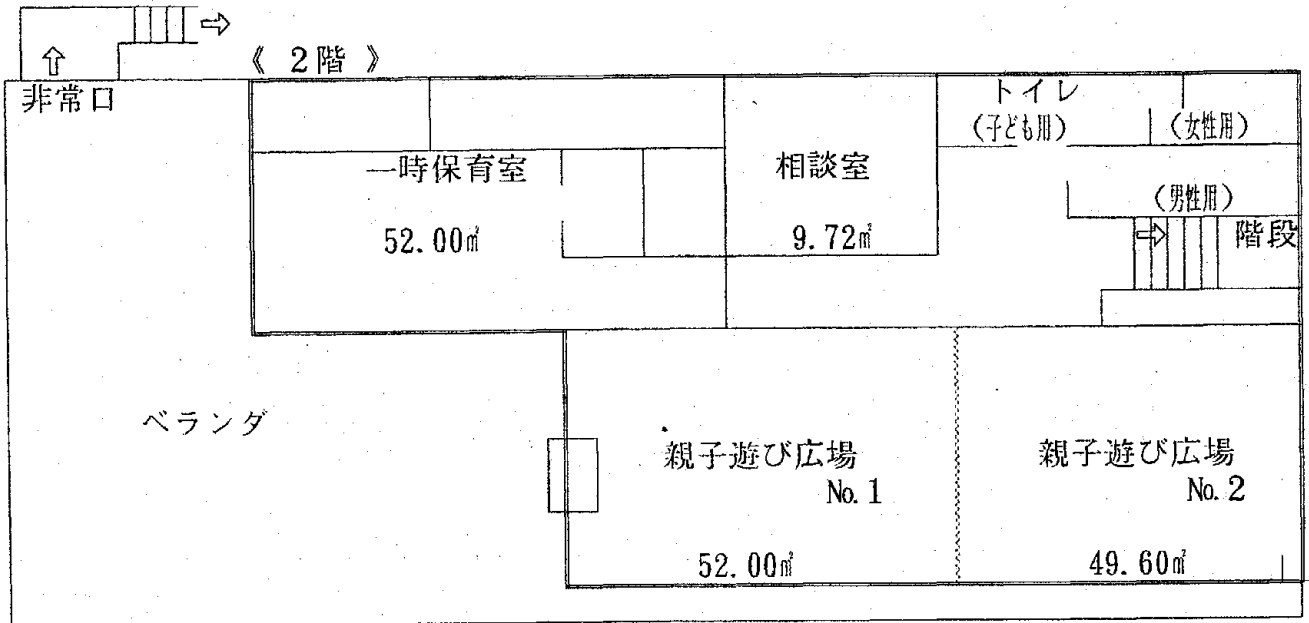 《 2階 》
非常口
トイレ
(子ども用)
(女性用)
一時保育室
相談室
(男性用)
52.00㎡
9.72㎡
階段
ベランダ
親子遊び広場
No.1
親子遊び広場
No.2
52.00㎡
49.60㎡